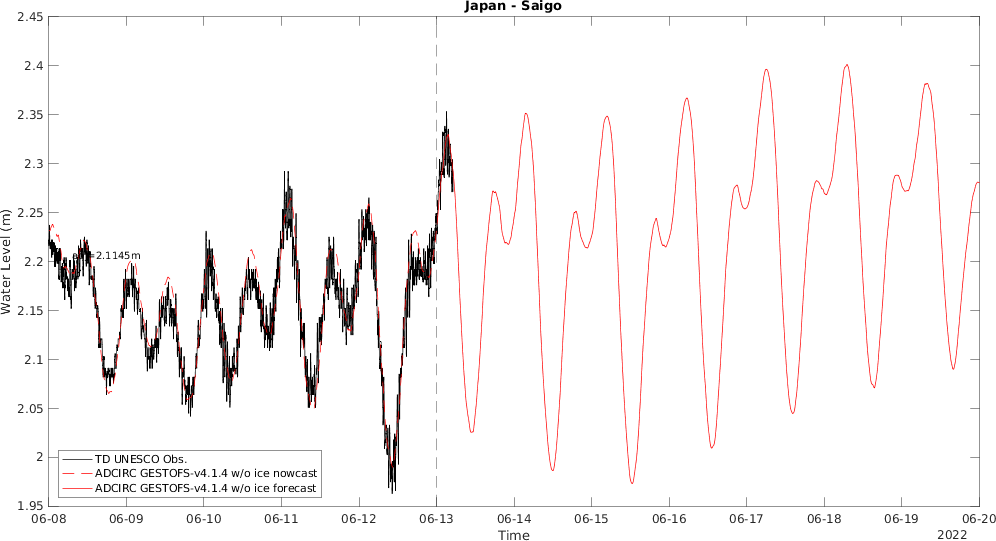 Japan - Saigo
Water Level (m)
2.45
2.4
2.35
2.3
2.25
2.2
2.15
2.1
2.05
2
1.95
=2.1145m
TD UNESCO Obs.
ADCIRC GESTOFS-v4.1.4 w/o ice nowcast
ADCIRC GESTOFS-v4.1.4 w/o ice forecast
06-08 06-09 06-10 06-11 06-12 06-13 06-14 06-15 06-16 06-17 06-18 06-19 06-20
Time
2022